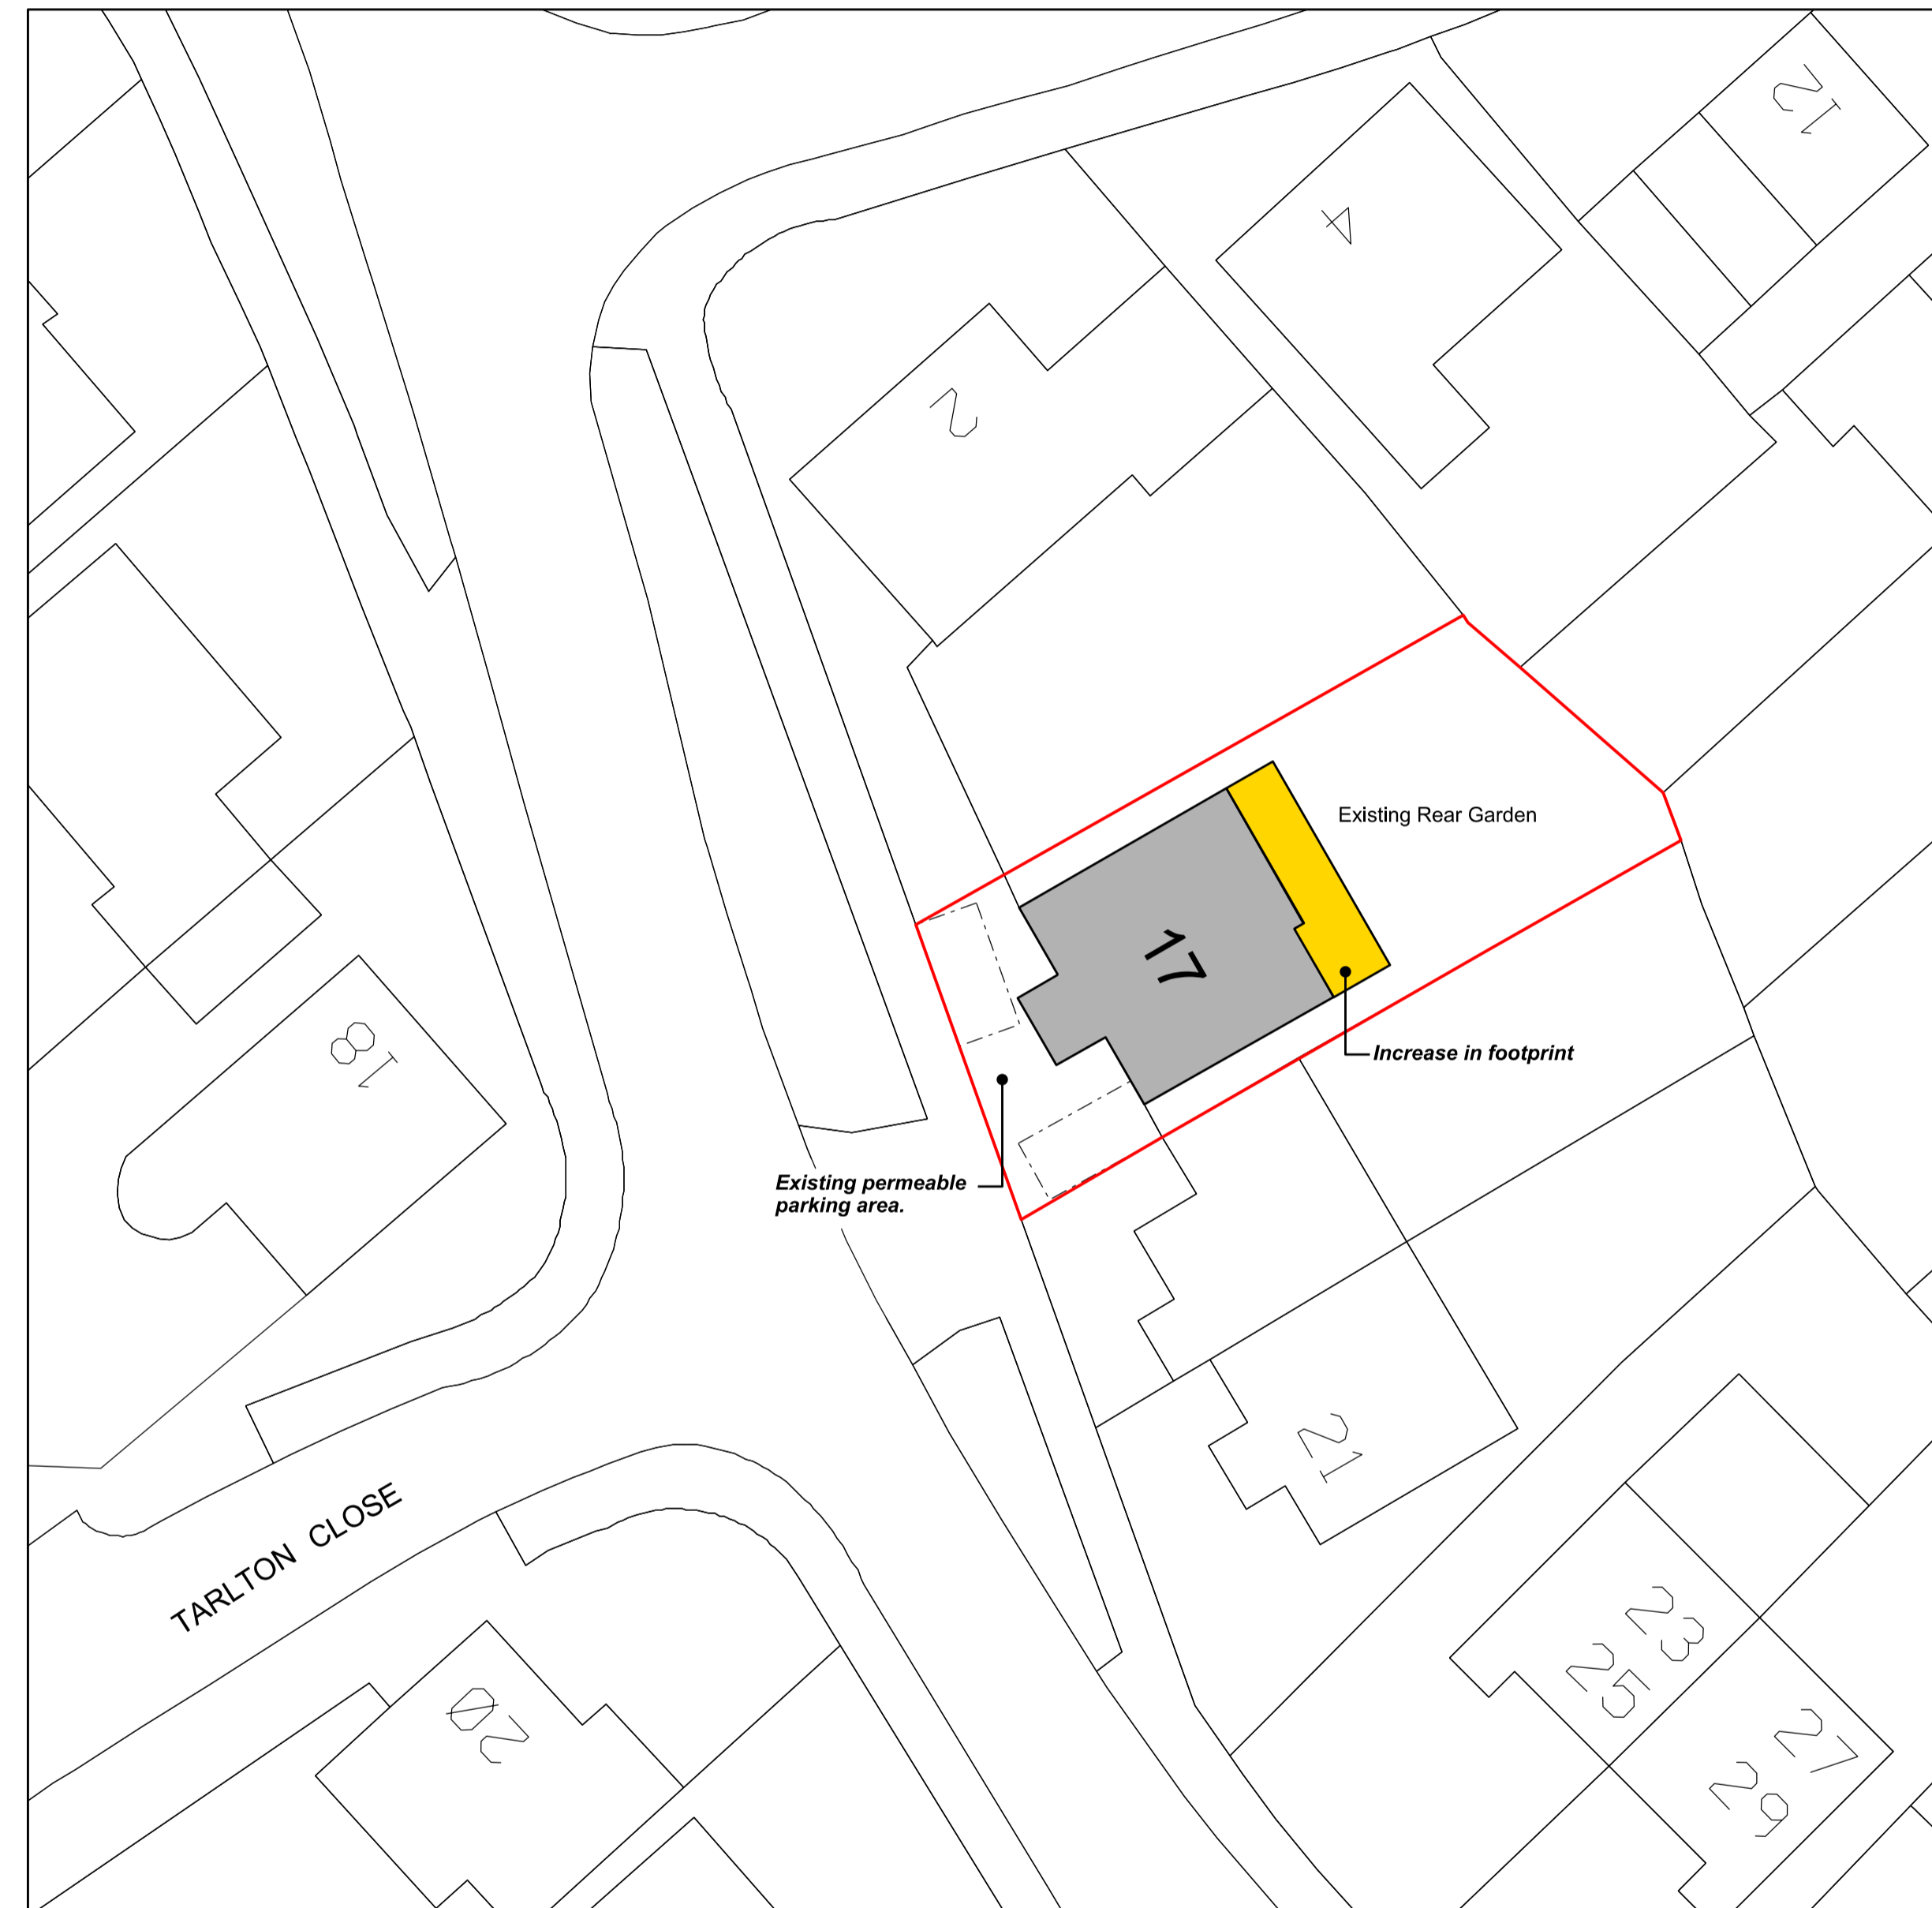 12
4
2
Existing Rear Garden
17
18
Increase in footprint
Existing permeable
parking area.
21
TARLTON CLOSE
23
25
20
27
29